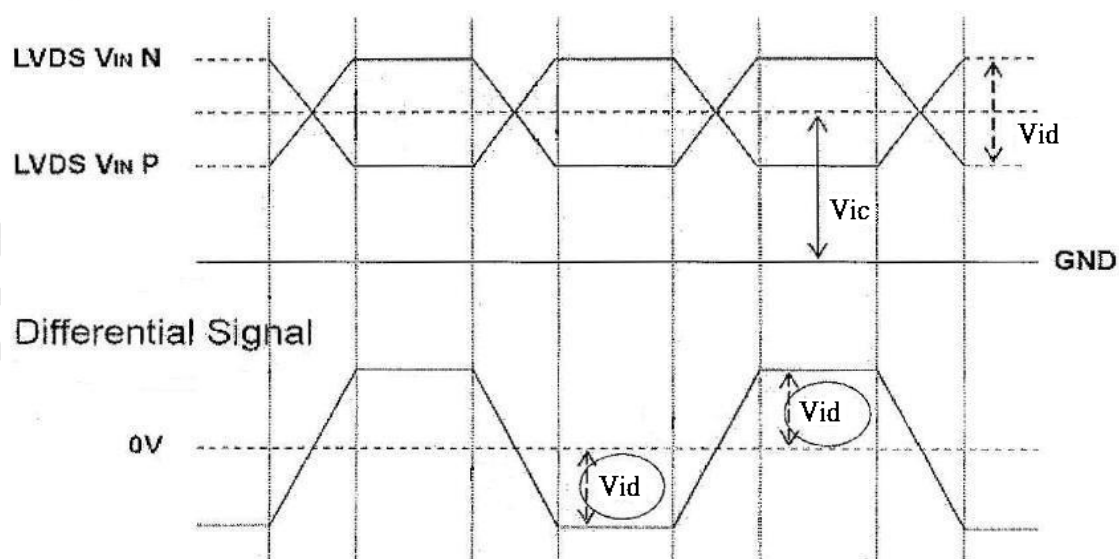 LVDS VIN N
Vid
LVDS VIN P
Vic
GND
Differential Signal
Vid
0V
Vid